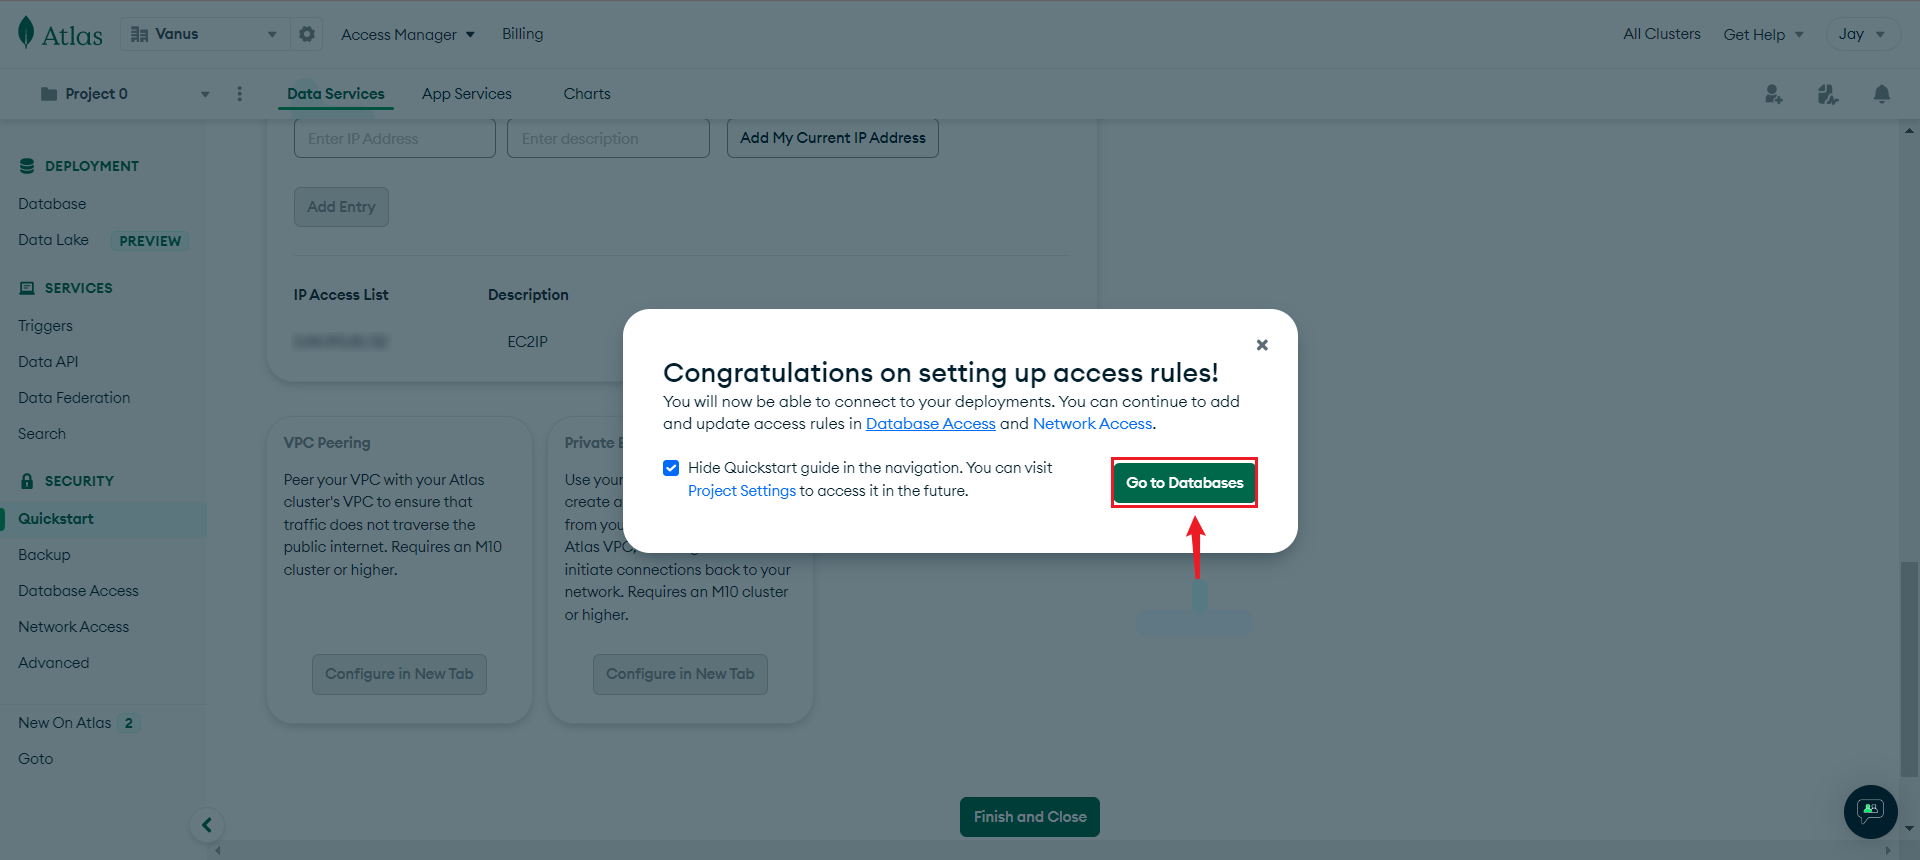 Atlas
Vanus
Access Manager
Billing
All Clusters
Get Help
Jay
Project 0
Data Services
App Services
Charts
DEPLOYMENT
Database
Data Lake PREVIEW
SERVICES
Triggers
Data API
Data Federation
Search
SECURITY
Quickstart
Backup
Database Access
Network Access
Advanced
New On Atlas 2
Goto
Enter IP Address
Enter description
Add My Current IP Address
Add Entry
IP Access List
Description
EC2IP
VPC Peering
Peer your VPC with your Atlas
cluster's VPC to ensure that
traffic does not traverse the
public internet. Requires an M10
cluster or higher.
Configure in New Tab
Private
Use your
create
from
Atlas VPC,
initiate connections back to your
network. Requires an M10 cluster
or higher.
Configure in New Tab
Congratulations on setting up access rules!
You will now be able to connect to your deployments. You can continue to add
and update access rules in Database Access and Network Access.
Hide Quickstart guide in the navigation. You can visit
Project Settings to access it in the future.
Go to Databases
Finish and Close